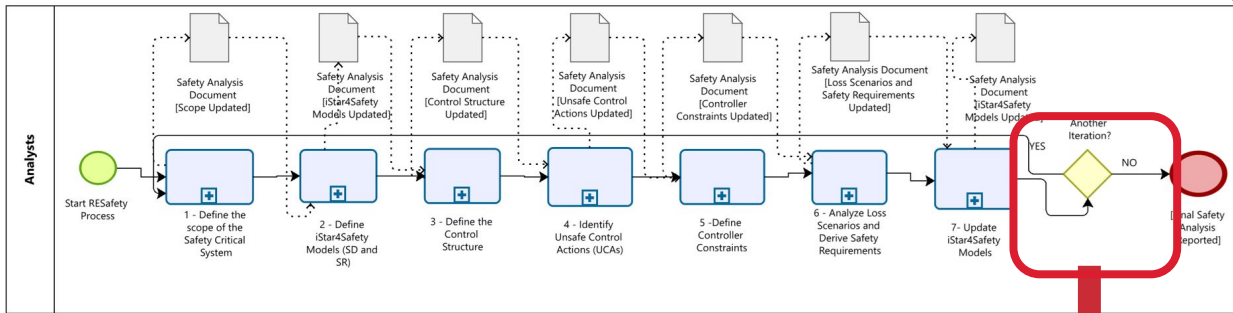 Analysts
Safety Analysis
Document
[Scope Updated]
Safety Analysis
Document
[iStar4Safety
Models Updated]
Safety Analysis
Document
[Control Structure
Updated]
Safety Analysis
Document
[Unsafe Control
Actions Updated]
Safety Analysis
Document
[Controller
Constraints Updated]
Safety Analysis Document
[Loss Scenarios and
Safety Requirements
Updated]
Safety Analysis
Document
[iStar4Safety
Models Updated]
Start RESafety
Process
1 - Define the
scope of the
Safety Critical
System
2 - Define
iStar4Safety
Models (SD and
SR)
3 - Define the
Control
Structure
4 - Identify
Unsafe Control
Actions (UCAs)
5 -Define
Controller
Constraints
6 - Analyze Loss
Scenarios and
Derive Safety
Requirements
7- Update
iStar4Safety
Models
Another
Iteration?
YES
NO
Safety
Analysis